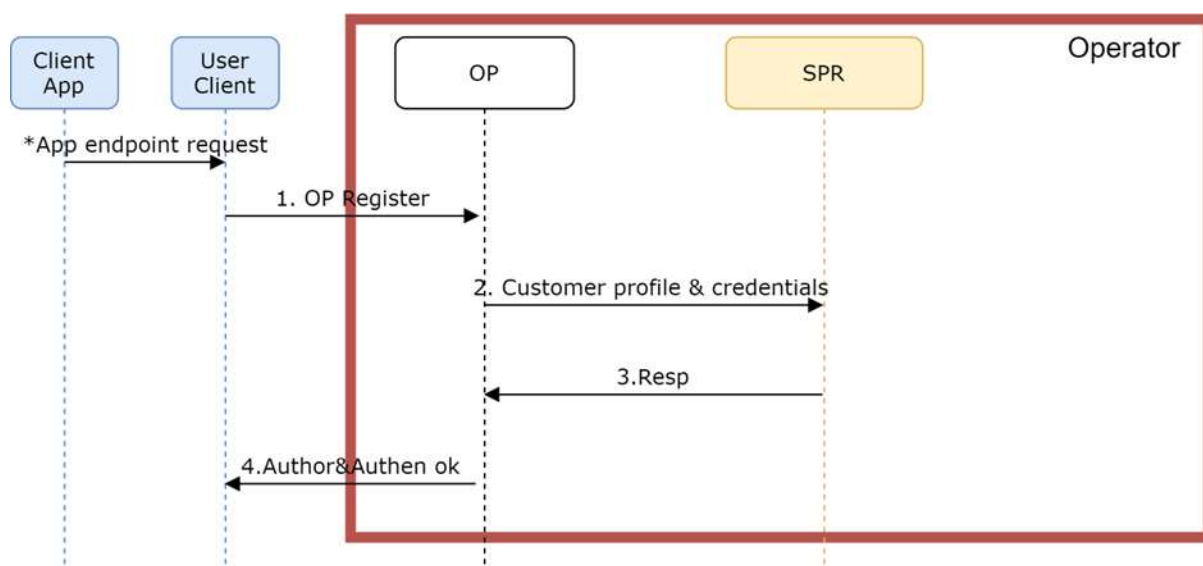 Operator
Client
App
User
Client
OP
SPR
*App endpoint request
1. OP Register
2. Customer profile & credentials
3.Resp
4.Author&Authen ok